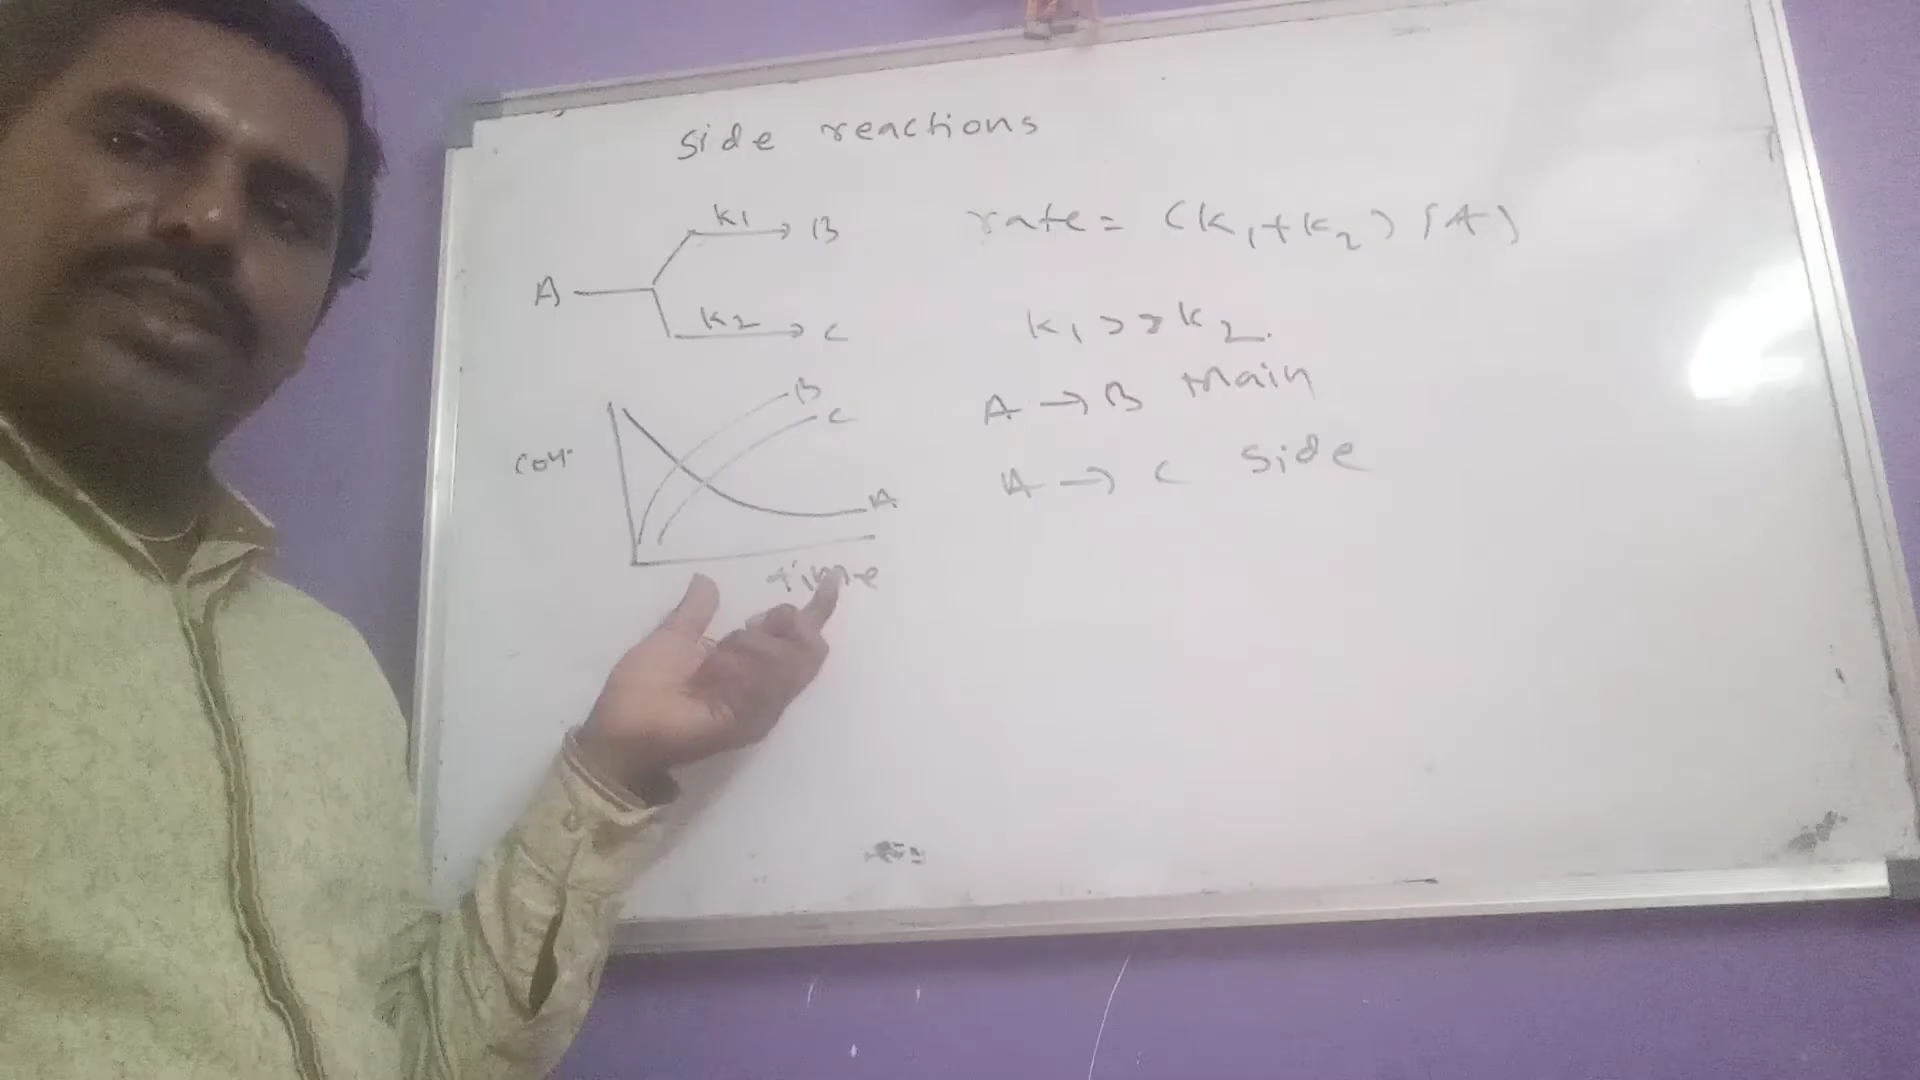 side reactions
k1 B
A
k2 C
rate = (k1+k2) [A]
k1 >> k2.
A → B Main
A → C side
B
C
con.
A
time